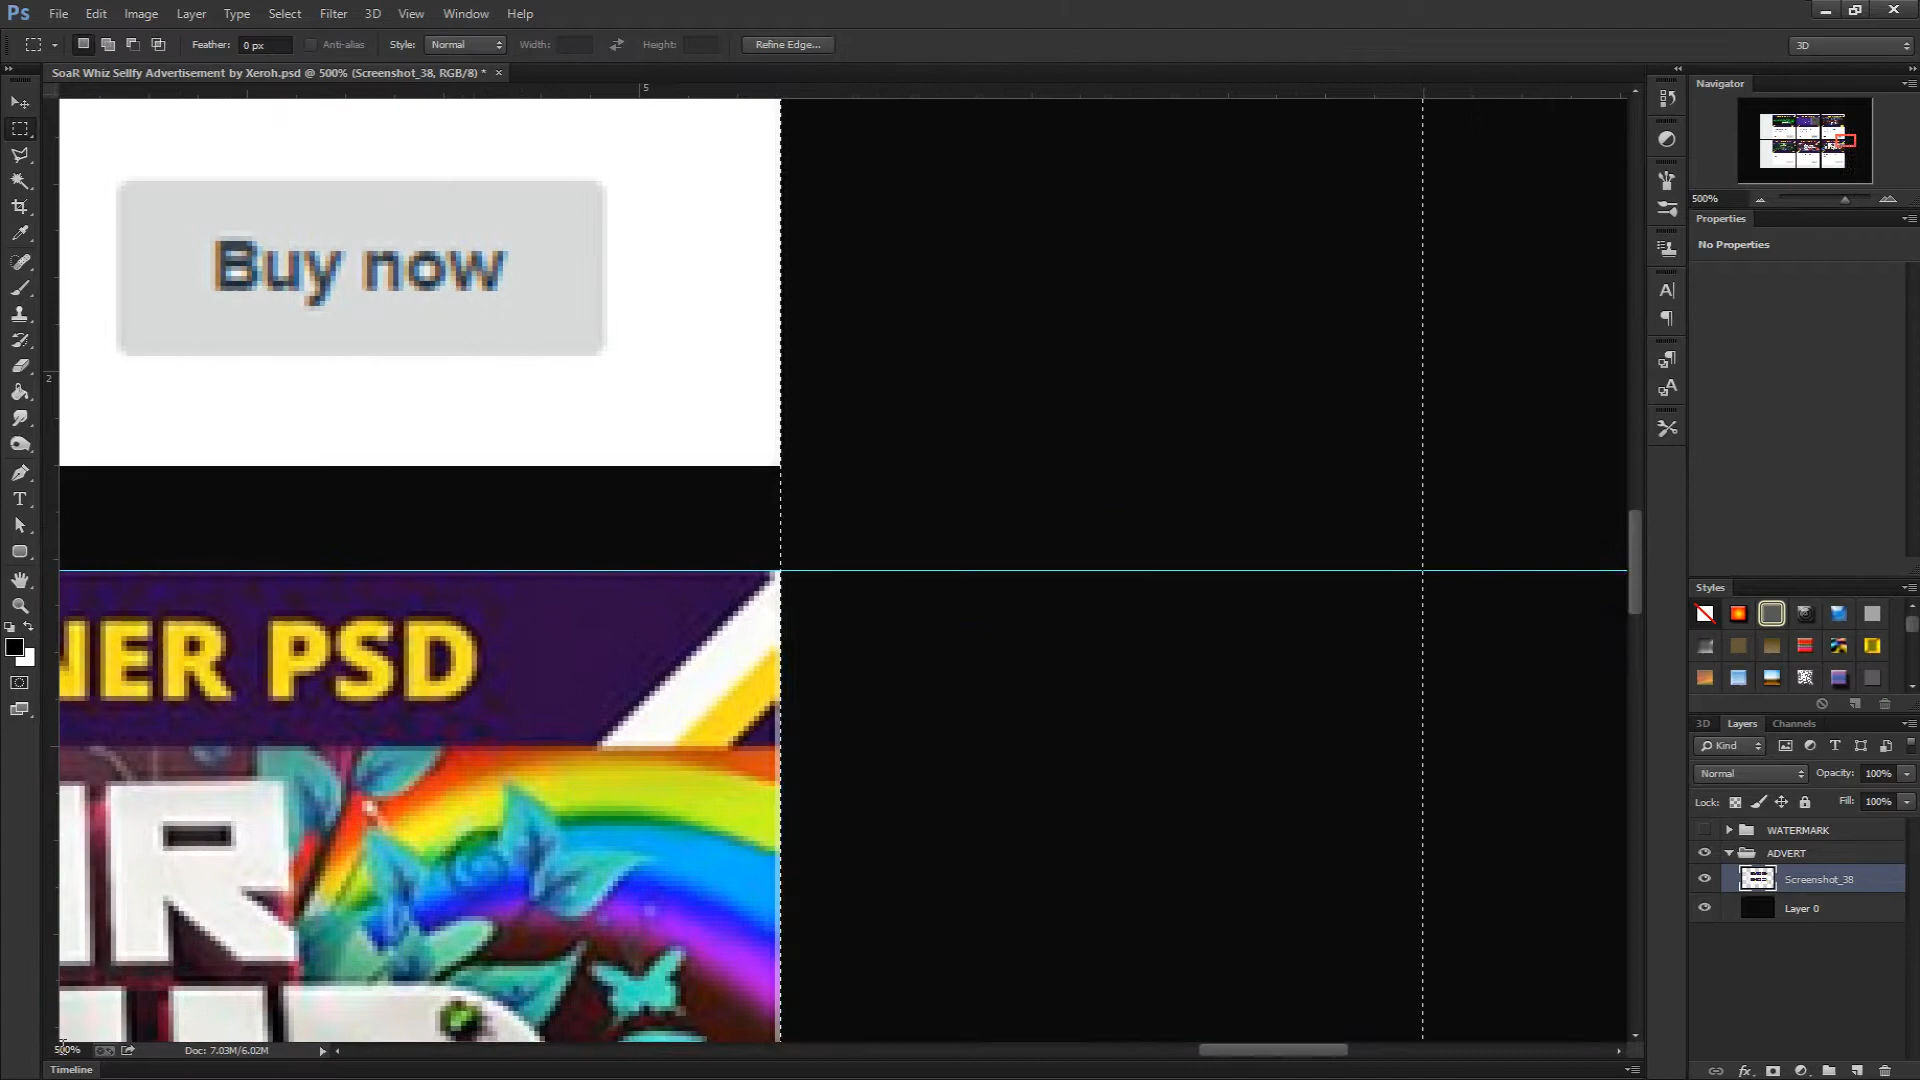 Ps File Edit Image Layer Type Select Filter 3D View Window Help
Feather: 0 px Anti-alias Style: Normal Width: Height: Refine Edge... 3D
SoaR Whiz Sellfy Advertisement by Xeroh.psd @ 500% (Screenshot_38, RGB/8) * ×
5
2
Buy now
NER PSD
Navigator
500%
Properties
No Properties
Styles
3D Layers Channels
Kind
Normal Opacity: 100%
Lock: Fill: 100%
WATERMARK
ADVERT
Screenshot_38
Layer 0
500% Doc: 7.03M/6.02M
Timeline